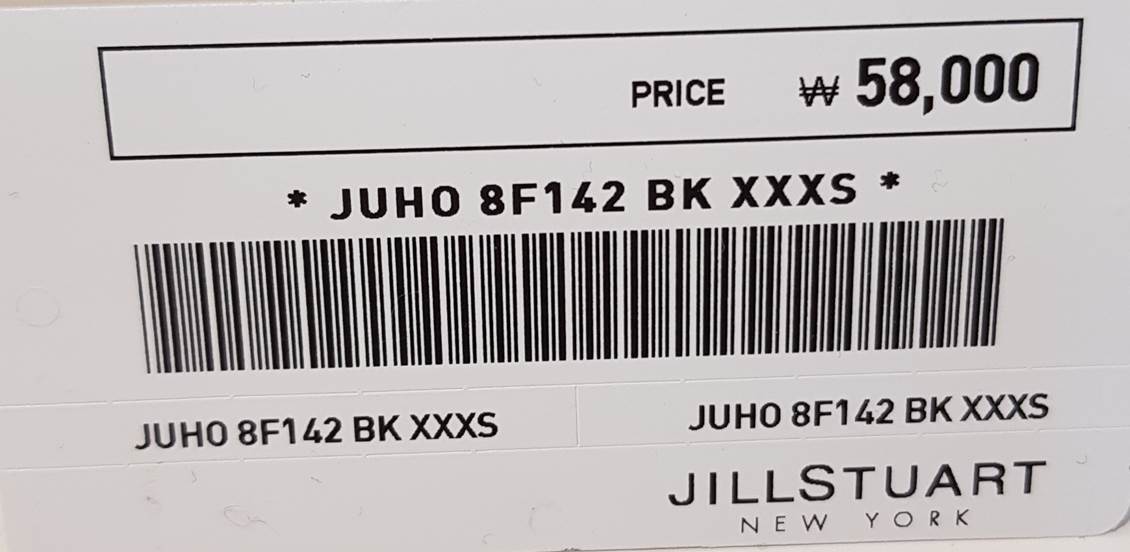 PRICE ₩ 58,000
* JUHO 8F142 BK XXXS *
JUHO 8F142 BK XXXS JUHO 8F142 BK XXXS
JILLSTUART
NEW YORK